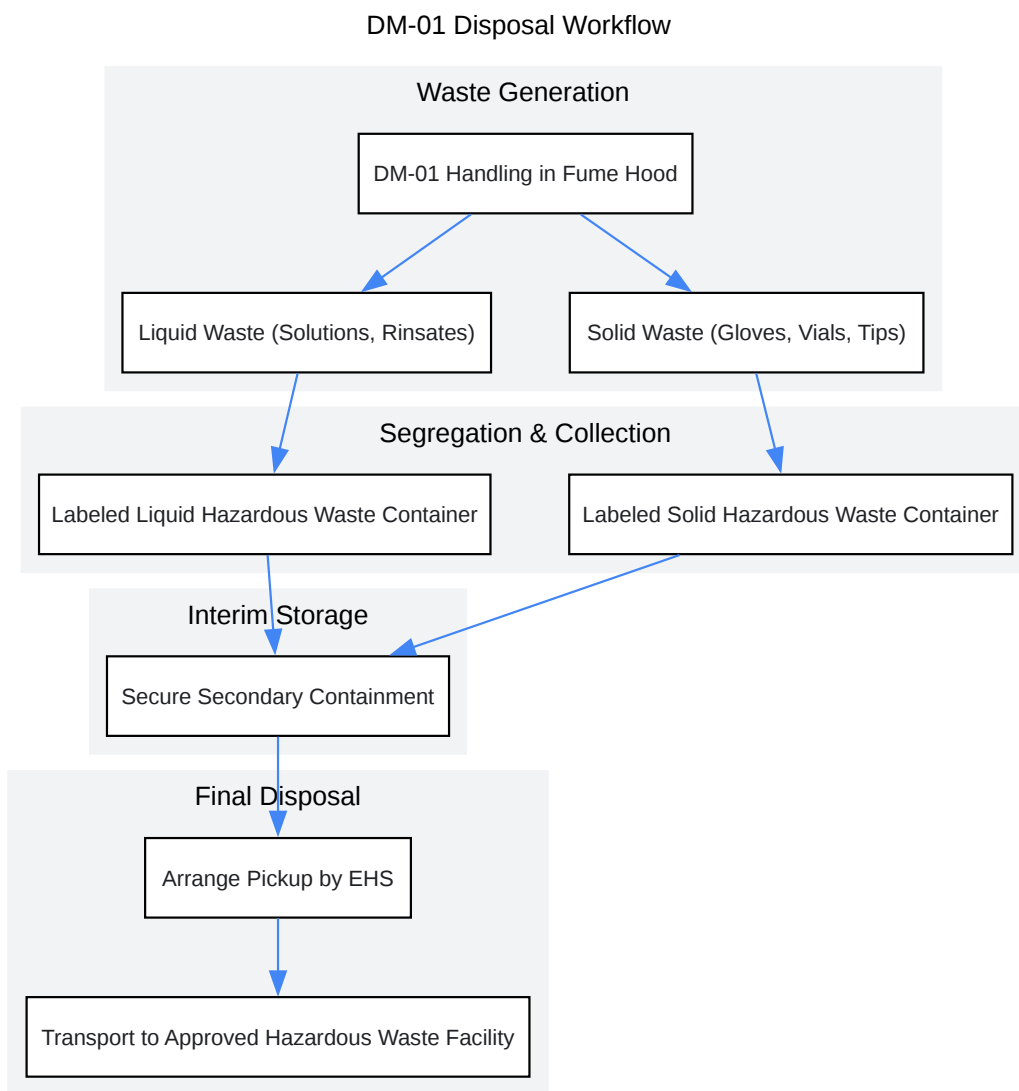 DM-01 Disposal Workflow
Waste Generation
DM-01 Handling in Fume Hood
Liquid Waste (Solutions, Rinsates)
Solid Waste (Gloves, Vials, Tips)
Segregation & Collection
Labeled Liquid Hazardous Waste Container
Labeled Solid Hazardous Waste Container
Interim Storage
Secure Secondary Containment
Final Disposal
Arrange Pickup by EHS
Transport to Approved Hazardous Waste Facility